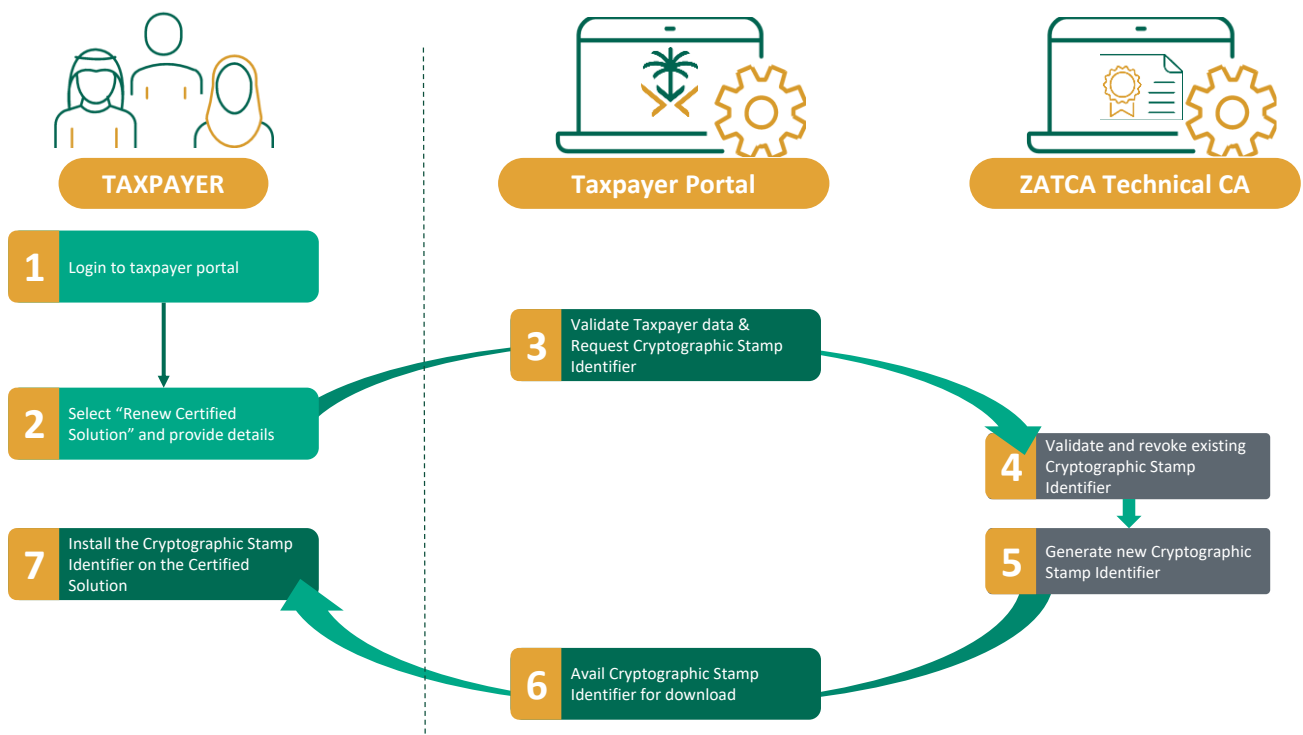 TAXPAYER
Taxpayer Portal
ZATCA Technical CA
1
Login to taxpayer portal
2
Select “Renew Certified
Solution” and provide details
3
Validate Taxpayer data &
Request Cryptographic Stamp
Identifier
4
Validate and revoke existing
Cryptographic Stamp
Identifier
5
Generate new Cryptographic
Stamp Identifier
6
Avail Cryptographic Stamp
Identifier for download
7
Install the Cryptographic Stamp
Identifier on the Certified
Solution